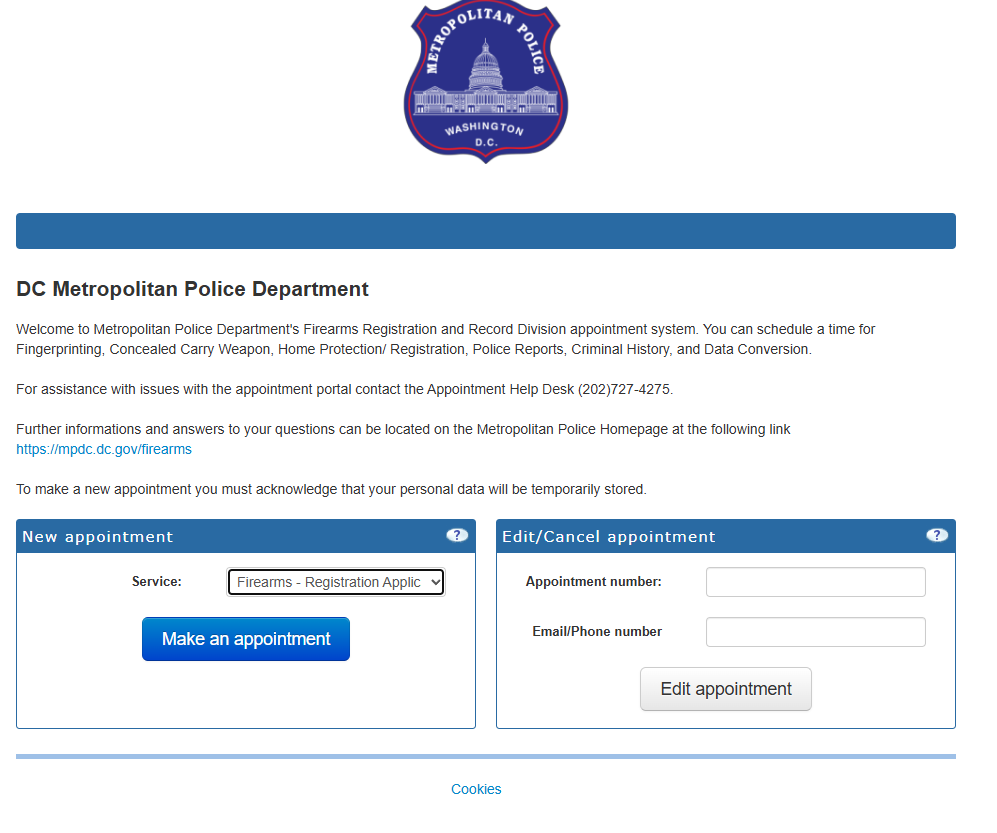 METROPOLITAN POLICE
WASHINGTON
D.C.
DC Metropolitan Police Department
Welcome to Metropolitan Police Department's Firearms Registration and Record Division appointment system. You can schedule a time for
Fingerprinting, Concealed Carry Weapon, Home Protection/ Registration, Police Reports, Criminal History, and Data Conversion.
For assistance with issues with the appointment portal contact the Appointment Help Desk (202)727-4275.
Further informations and answers to your questions can be located on the Metropolitan Police Homepage at the following link
https://mpdc.dc.gov/firearms
To make a new appointment you must acknowledge that your personal data will be temporarily stored.
New appointment ?
Service: Firearms - Registration Applic
Make an appointment
Edit/Cancel appointment ?
Appointment number:
Email/Phone number
Edit appointment
Cookies